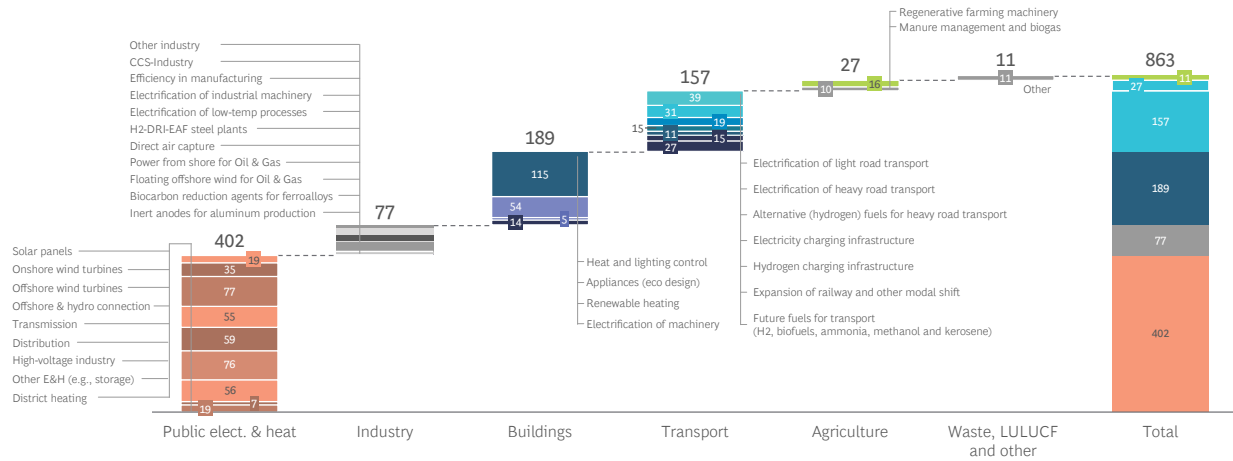 Regenerative farming machinery
Manure management and biogas
Other industry
CCS-Industry
Efficiency in manufacturing
Electrification of industrial machinery
Electrification of low-temp processes
H2-DRI-EAF steel plants
Direct air capture
Power from shore for Oil & Gas
Floating offshore wind for Oil & Gas
Biocarbon reduction agents for ferroalloys
Inert anodes for aluminum production
Solar panels
Onshore wind turbines
Offshore wind turbines
Offshore & hydro connection
Transmission
Distribution
High-voltage industry
Other E&H (e.g., storage)
District heating
402
19
35
77
55
59
76
56
7
19
77
189
115
54
5
14
Heat and lighting control
Appliances (eco design)
Renewable heating
Electrification of machinery
157
39
31
19
15
11
15
27
Electrification of light road transport
Electrification of heavy road transport
Alternative (hydrogen) fuels for heavy road transport
Electricity charging infrastructure
Hydrogen charging infrastructure
Expansion of railway and other modal shift
Future fuels for transport
(H2, biofuels, ammonia, methanol and kerosene)
27
16
10
11
11
Other
863
11
27
157
189
77
402
Public elect. & heat
Industry
Buildings
Transport
Agriculture
Waste, LULUCF
and other
Total